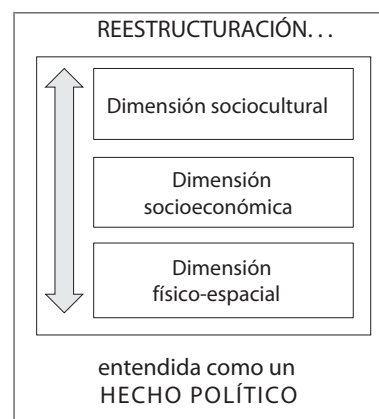 REESTRUCTURACIÓN...
Dimensión sociocultural
Dimensión
socioeconómica
Dimensión
físico-espacial
entendida como un
HECHO POLÍTICO